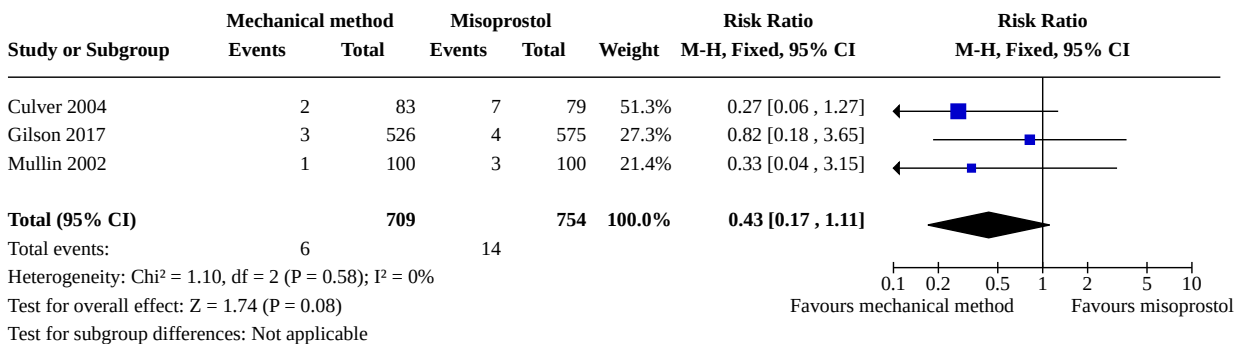 Mechanical method Misoprostol Risk Ratio Risk Ratio
Study or Subgroup Events Total Events Total Weight M-H, Fixed, 95% CI M-H, Fixed, 95% CI
Culver 2004 2 83 7 79 51.3% 0.27 [0.06 , 1.27]
Gilson 2017 3 526 4 575 27.3% 0.82 [0.18 , 3.65]
Mullin 2002 1 100 3 100 21.4% 0.33 [0.04 , 3.15]
Total (95% CI) 709 754 100.0% 0.43 [0.17 , 1.11]
Total events: 6 14
Heterogeneity: Chi² = 1.10, df = 2 (P = 0.58); I² = 0%
0.1 0.2 0.5 1 2 5 10
Test for overall effect: Z = 1.74 (P = 0.08)
Favours mechanical method Favours misoprostol
Test for subgroup differences: Not applicable